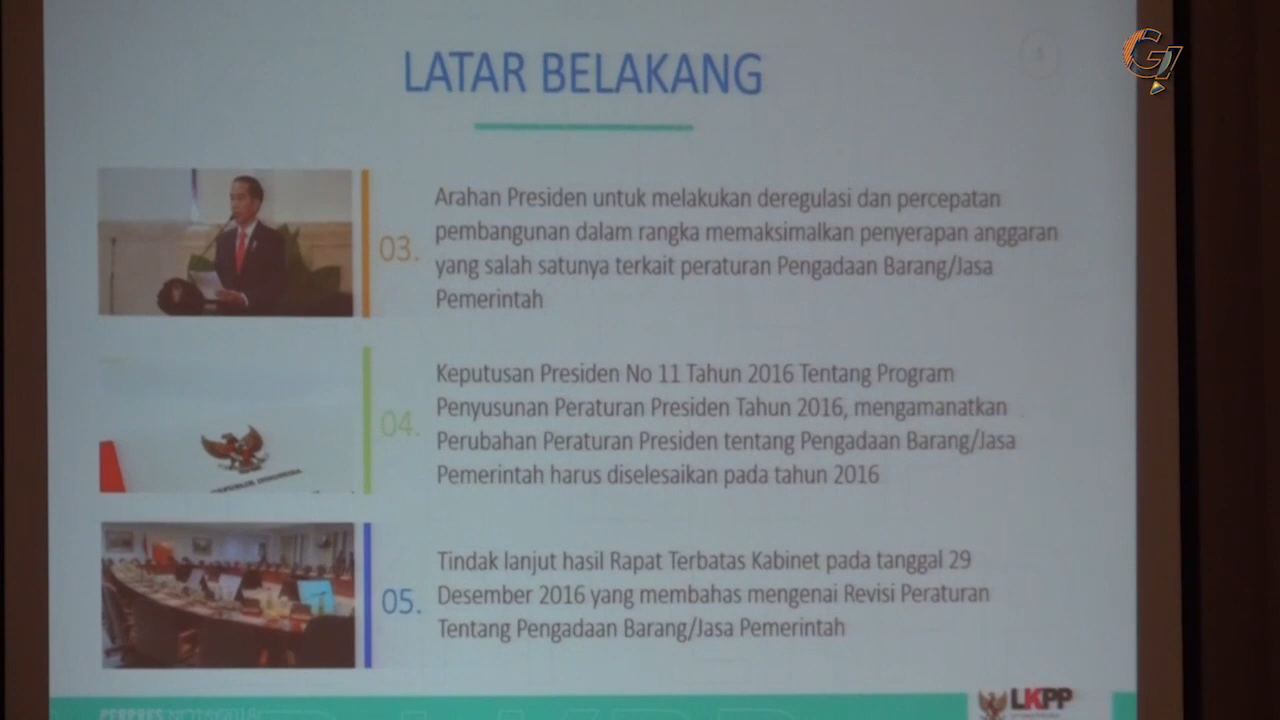 LATAR BELAKANG
G!
03.
Arahan Presiden untuk melakukan deregulasi dan percepatan
pembangunan dalam rangka memaksimalkan penyerapan anggaran
yang salah satunya terkait peraturan Pengadaan Barang/Jasa
Pemerintah
04.
Keputusan Presiden No 11 Tahun 2016 Tentang Program
Penyusunan Peraturan Presiden Tahun 2016, mengamanatkan
Perubahan Peraturan Presiden tentang Pengadaan Barang/Jasa
Pemerintah harus diselesaikan pada tahun 2016
REPUBLIK INDONESIA
05.
Tindak lanjut hasil Rapat Terbatas Kabinet pada tanggal 29
Desember 2016 yang membahas mengenai Revisi Peraturan
Tentang Pengadaan Barang/Jasa Pemerintah
PERPRES
LKPP